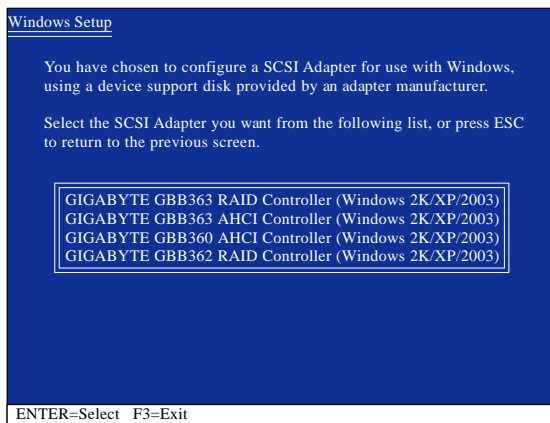 Windows Setup
You have chosen to configure a SCSI Adapter for use with Windows,
using a device support disk provided by an adapter manufacturer.
Select the SCSI Adapter you want from the following list, or press ESC
to return to the previous screen.
GIGABYTE GBB363 RAID Controller (Windows 2K/XP/2003)
GIGABYTE GBB363 AHCI Controller (Windows 2K/XP/2003)
GIGABYTE GBB360 AHCI Controller (Windows 2K/XP/2003)
GIGABYTE GBB362 RAID Controller (Windows 2K/XP/2003)
ENTER=Select F3=Exit